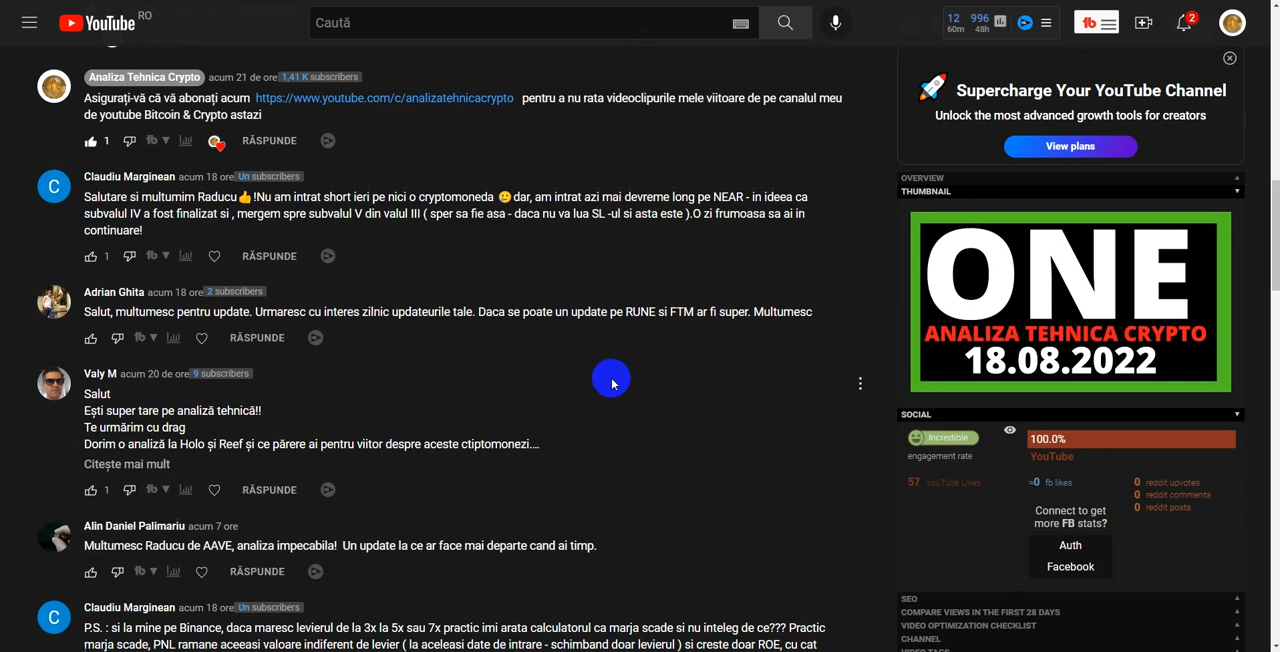 YouTube RO
Caută
12 60m
996 48h
tb
2
Analiza Tehnica Crypto acum 21 de ore 1,41 K subscribers
Asigurați-vă că vă abonați acum https://www.youtube.com/c/analizatehnicacrypto pentru a nu rata videoclipurile mele viitoare de pe canalul meu
de youtube Bitcoin & Crypto astazi
1 tb RĂSPUNDE
Claudiu Marginean acum 18 ore Un subscribers
C
Salutare si multumim Raducu👍!Nu am intrat short ieri pe nici o cryptomoneda 🥲dar, am intrat azi mai devreme long pe NEAR - in ideea ca
subvalul IV a fost finalizat si , mergem spre subvalul V din valul III ( sper sa fie asa - daca nu va lua SL -ul si asta este ).O zi frumoasa sa ai in
continuare!
1 tb RĂSPUNDE
Adrian Ghita acum 18 ore 2 subscribers
Salut, multumesc pentru update. Urmaresc cu interes zilnic updateurile tale. Daca se poate un update pe RUNE si FTM ar fi super. Multumesc
tb RĂSPUNDE
Valy M acum 20 de ore 9 subscribers
Salut
Ești super tare pe analiză tehnică!!
Te urmărim cu drag
Dorim o analiză la Holo și Reef și ce părere ai pentru viitor despre aceste ctiptomonezi....
Citește mai mult
1 tb RĂSPUNDE
Alin Daniel Palimariu acum 7 ore
Multumesc Raducu de AAVE, analiza impecabila! Un update la ce ar face mai departe cand ai timp.
tb RĂSPUNDE
Claudiu Marginean acum 18 ore Un subscribers
C
P.S. : si la mine pe Binance, daca maresc levierul de la 3x la 5x sau 7x practic imi arata calculatorul ca marja scade si nu inteleg de ce??? Practic
marja scade, PNL ramane aceeasi valoare indiferent de levier ( la aceleasi date de intrare - schimband doar levierul ) si creste doar ROE, cu cat
Supercharge Your YouTube Channel
Unlock the most advanced growth tools for creators
View plans
OVERVIEW
THUMBNAIL
ONE
ANALIZA TEHNICA CRYPTO
18.08.2022
SOCIAL
Incredible
engagement rate
100.0%
YouTube
57 YouTube Likes
≈0 fb likes
0 reddit upvotes
0 reddit comments
0 reddit posts
Connect to get
more FB stats?
Auth
Facebook
SEO
COMPARE VIEWS IN THE FIRST 28 DAYS
VIDEO OPTIMIZATION CHECKLIST
CHANNEL
VIDEO TAGS